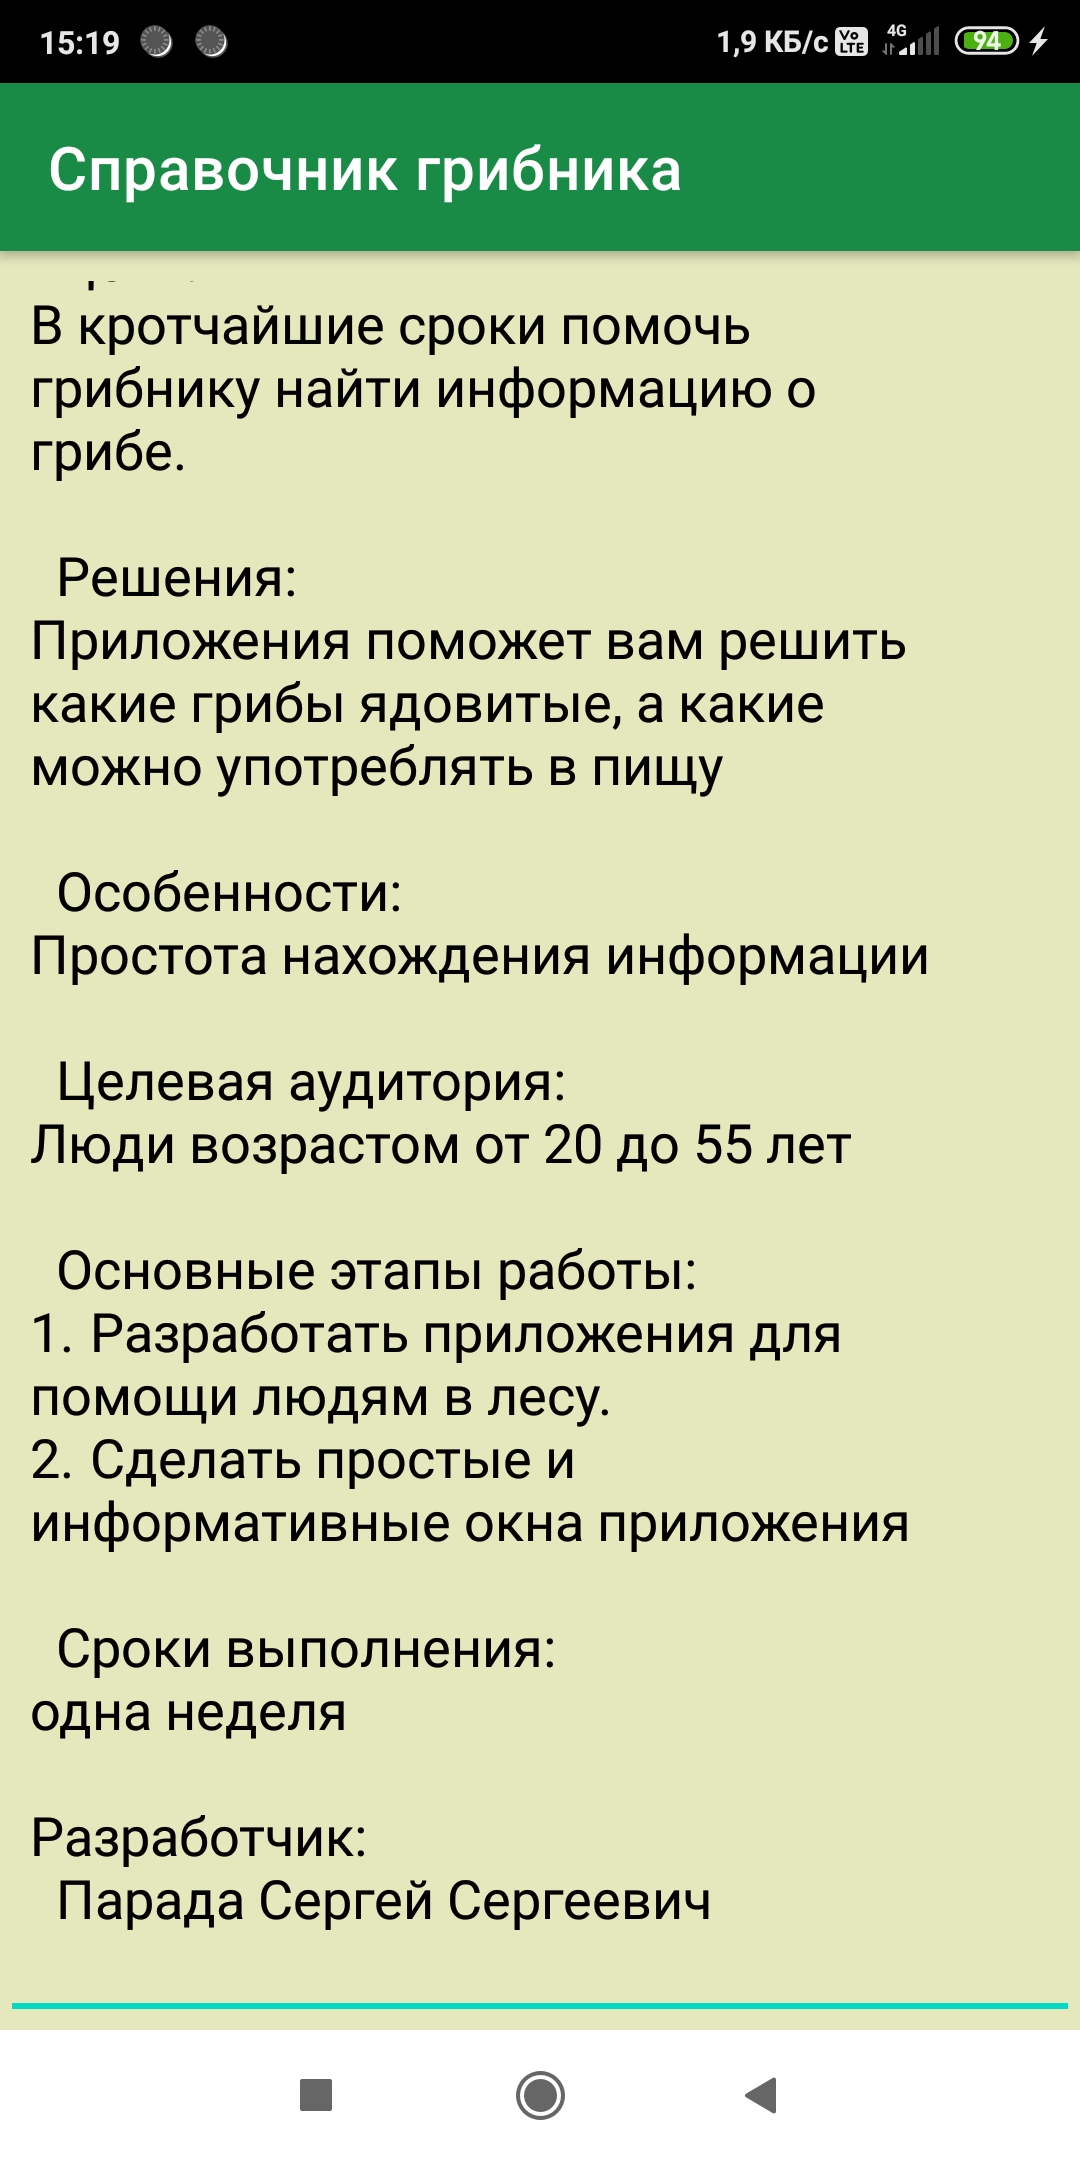 15:19 1,9 КБ/с Vo LTE 4G 94
Справочник грибника
В кротчайшие сроки помочь
грибнику найти информацию о
грибе.
Решения:
Приложения поможет вам решить
какие грибы ядовитые, а какие
можно употреблять в пищу
Особенности:
Простота нахождения информации
Целевая аудитория:
Люди возрастом от 20 до 55 лет
Основные этапы работы:
1. Разработать приложения для
помощи людям в лесу.
2. Сделать простые и
информативные окна приложения
Сроки выполнения:
одна неделя
Разработчик:
Парада Сергей Сергеевич